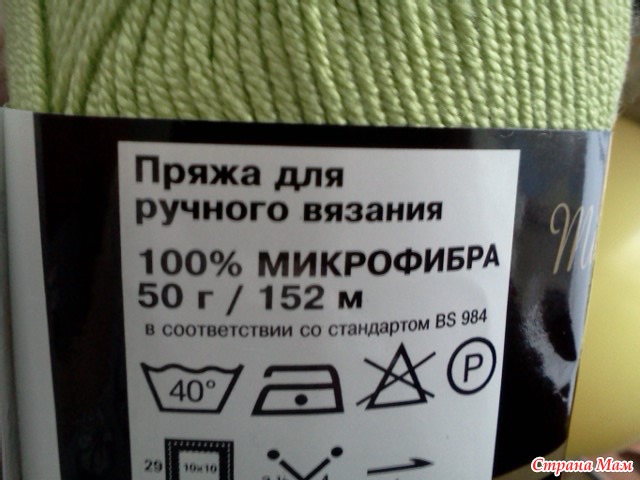 Пряжа для
ручного вязания
100% МИКРОФИБРА
50 г / 152 м
в соответствии со стандартом BS 984
40°
P
29
10x10
Страна Мам